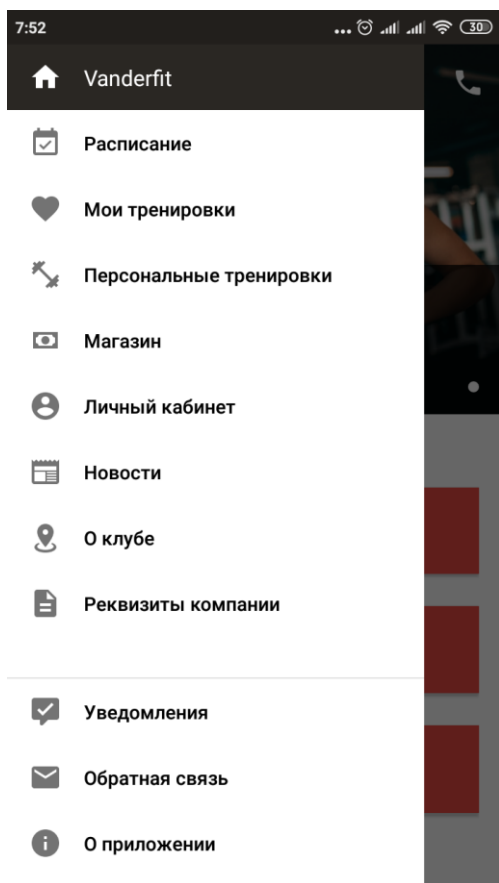 7:52
30
Vanderfit
Расписание
Мои тренировки
Персональные тренировки
Магазин
Личный кабинет
Новости
О клубе
Реквизиты компании
Уведомления
Обратная связь
О приложении